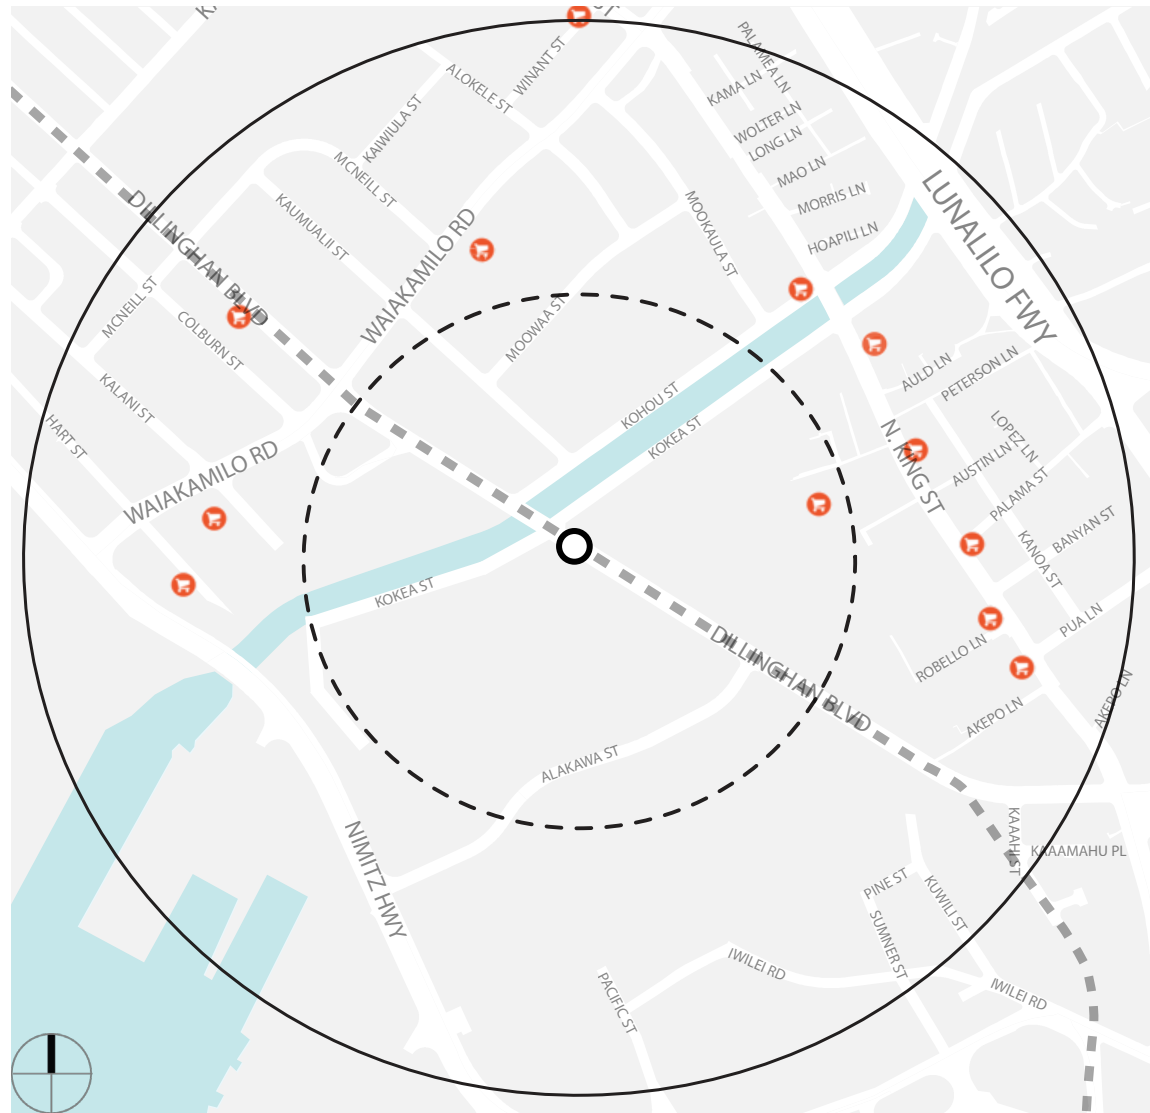 PALAMEA LN
WINANT ST
ALOKELE ST
KAMA LN
KAIWIULA ST
WOLTER LN
LONG LN
MCNEILL ST
MAO LN
MORRIS LN
KAUMUALII ST
MOOKAULA ST
HOAPILI LN
LUNALILO FWY
DILLINGHAN BLVD
WAIAKAMILO RD
MCNEILL ST
MOOWAA ST
COLBURN ST
AULD LN
PETERSON LN
KALANI ST
KOHOU ST
HART ST
KOKEA ST
LOPEZ LN
N. KING ST
AUSTIN LN
WAIAKAMILO RD
PALAMA ST
BANYAN ST
KANOA ST
KOKEA ST
PUA LN
ROBELLO LN
DILLINGHAN BLVD
AKEPO LN
AKEPO LN
ALAKAWA ST
NIMITZ HWY
KAAAHI ST
KAAAMAHU PL
PINE ST
KUWILI ST
SUMNER ST
IWILEI RD
IWILEI RD
PACIFIC ST